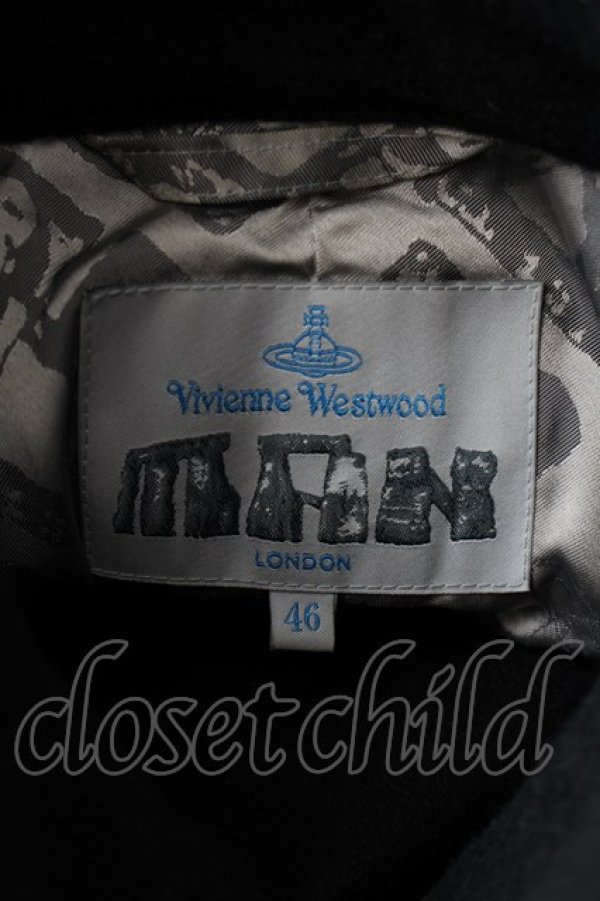 Vivienne Westwood
MAN
LONDON
46
closet child